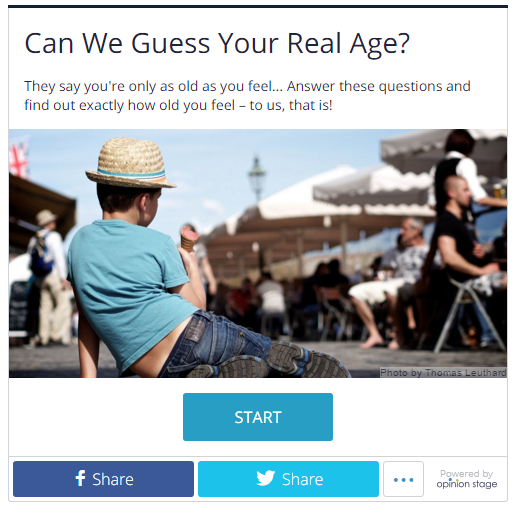 Can We Guess Your Real Age?
They say you're only as old as you feel... Answer these questions and
find out exactly how old you feel – to us, that is!
Photo by Thomas Leuthard
START
Share
Share
Powered by
opinion stage